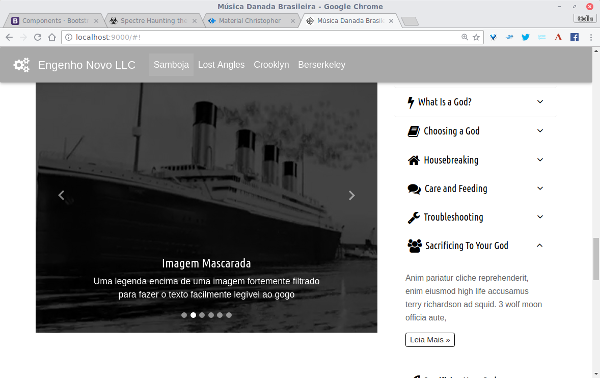 Música Danada Brasileira - Google Chrome
Components - Bootst
Spectre Haunting the
Material Christopher
Música Danada Brasile
localhost:9000/#!
Engenho Novo LLC
Samboja
Lost Angles
Crooklyn
Berserkeley
Imagem Mascarada
Uma legenda encima de uma imagem fortemente filtrado
para fazer o texto facilmente legível ao gogo
What Is a God?
Choosing a God
Housebreaking
Care and Feeding
Troubleshooting
Sacrificing To Your God
Anim pariatur cliche reprehenderit,
enim eiusmod high life accusamus
terry richardson ad squid. 3 wolf moon
officia aute,
Leia Mais »